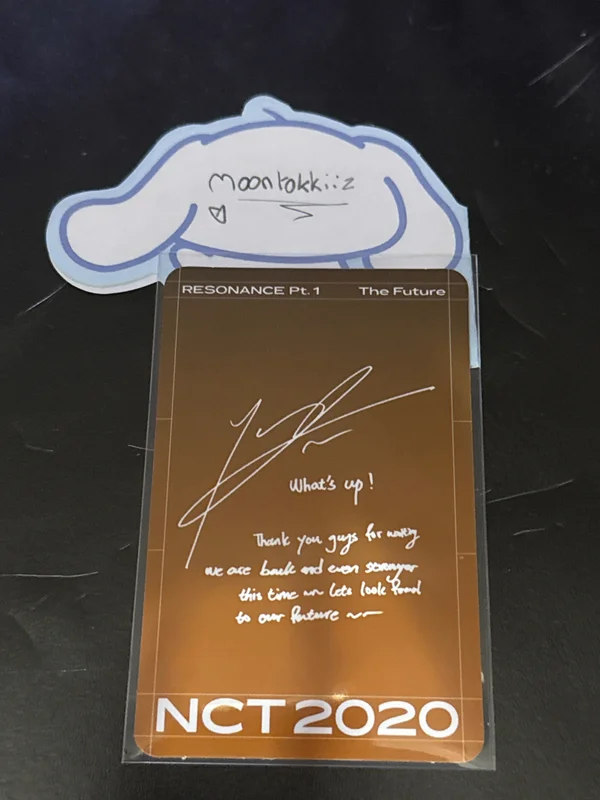 moontokkiiz
RESONANCE Pt. 1 The Future
What's up!
Thank you guys for waiting
we are back and even stronger
this time ~ Lets look forward
to our future ~~
NCT 2020